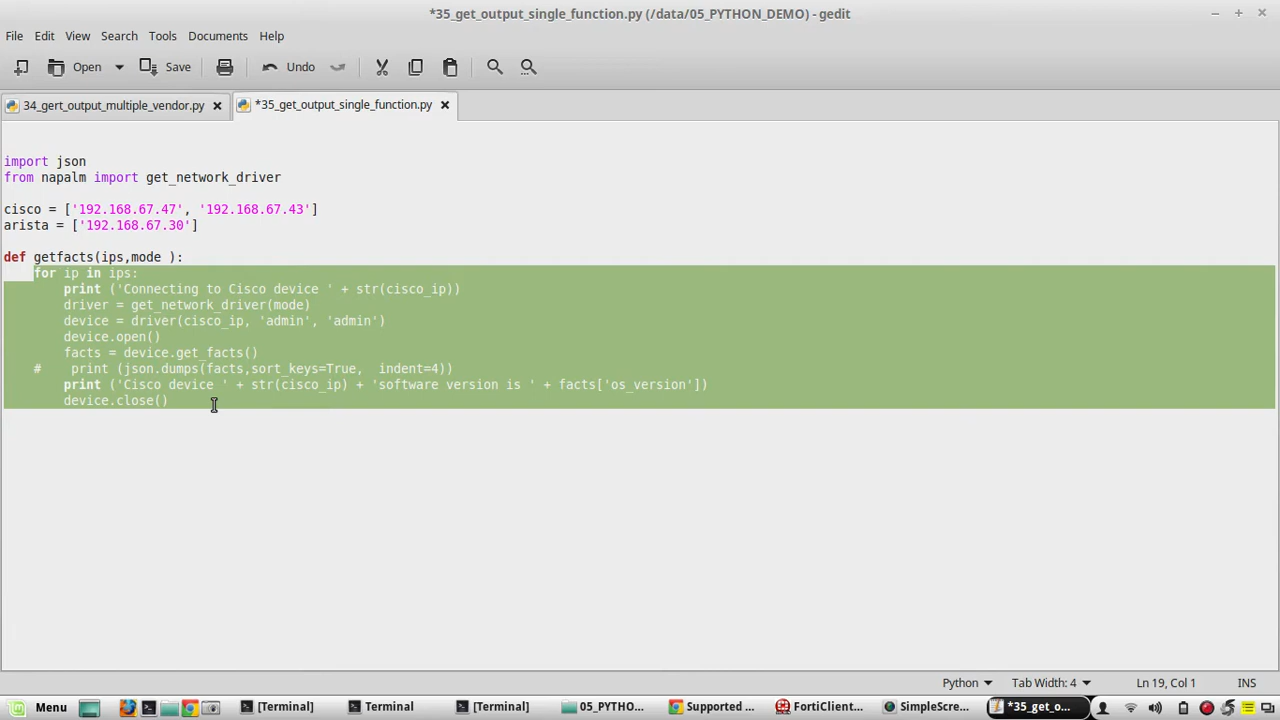 *35_get_output_single_function.py (/data/05_PYTHON_DEMO) - gedit
File Edit View Search Tools Documents Help
Open Save Undo
34_gert_output_multiple_vendor.py *35_get_output_single_function.py
import json
from napalm import get_network_driver
cisco = ['192.168.67.47', '192.168.67.43']
arista = ['192.168.67.30']
def getfacts(ips,mode ):
    for ip in ips:
        print ('Connecting to Cisco device ' + str(cisco_ip))
        driver = get_network_driver(mode)
        device = driver(cisco_ip, 'admin', 'admin')
        device.open()
        facts = device.get_facts()
    #    print (json.dumps(facts,sort_keys=True,  indent=4))
        print ('Cisco device ' + str(cisco_ip) + 'software version is ' + facts['os_version'])
        device.close()
Python Tab Width: 4 Ln 19, Col 1 INS
Menu [Terminal] Terminal [Terminal] 05_PYTHO... Supported ... FortiClient... SimpleScre... *35_get_o...